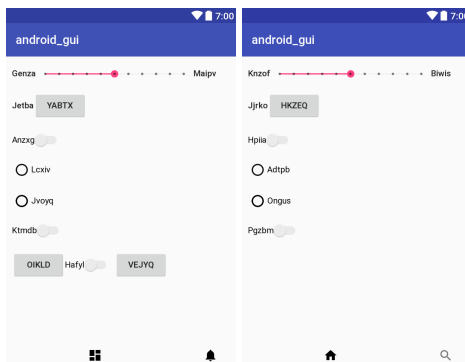 7:00
android_gui
Genza Maipv
Jetba YABTX
Anzxg
Lcxiv
Jvoyq
Ktmdb
OIKLD Hafyl VEJYQ
7:00
android_gui
Knzof Biwis
Jjrko HKZEQ
Hpiia
Adtpb
Ongus
Pgzbm